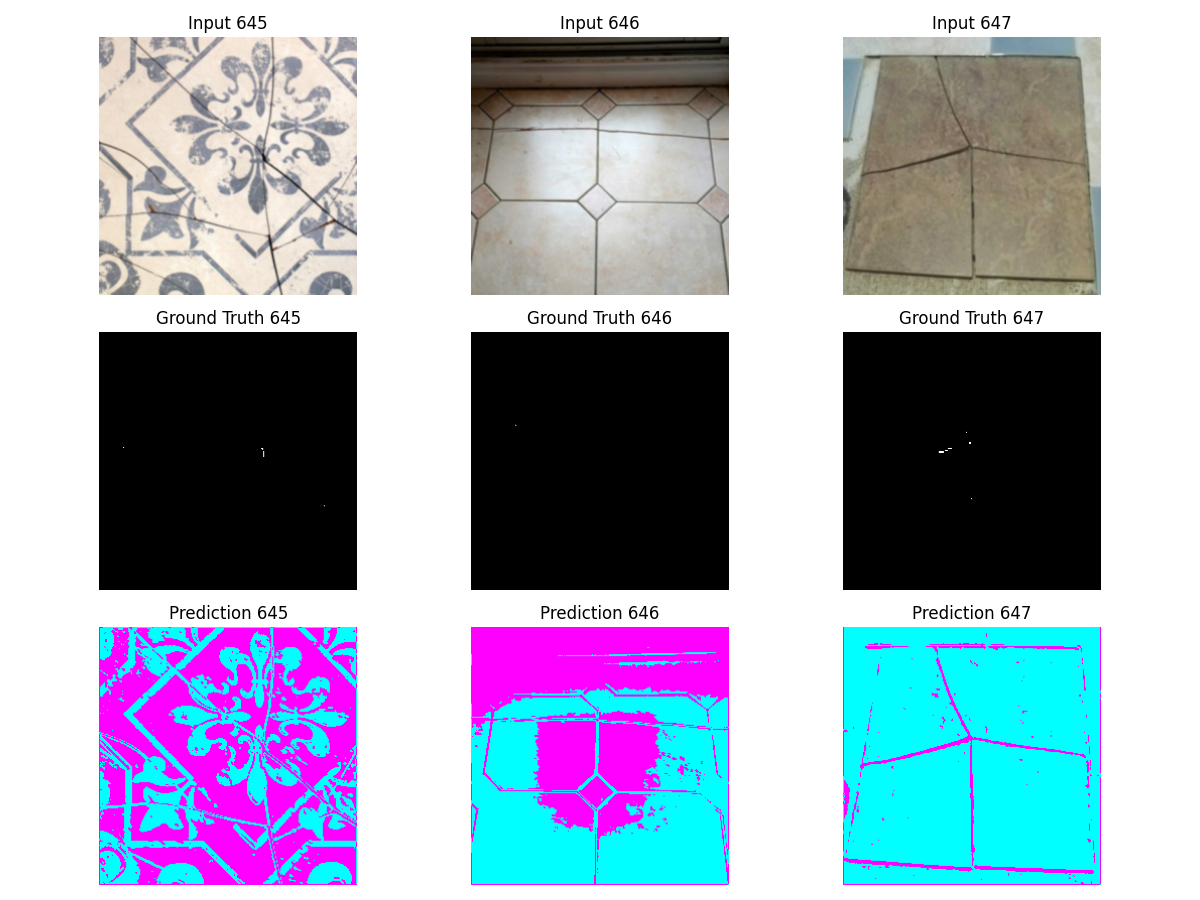 Input 645
Input 646
Input 647
Ground Truth 645
Ground Truth 646
Ground Truth 647
Prediction 645
Prediction 646
Prediction 647